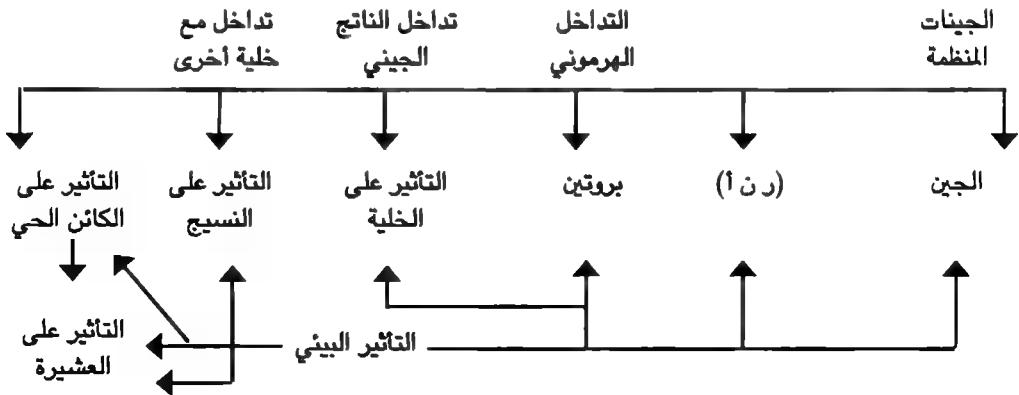 الجينات
المنظمة
التداخل
الهرموني
تداخل الناتج
الجيني
تداخل مع
خلية أخرى
الجين
(ر ن أ)
بروتين
التأثير على
الخلية
التأثير على
النسيج
التأثير على
الكائن الحي
التأثير البيئي
التأثير على
العشيرة